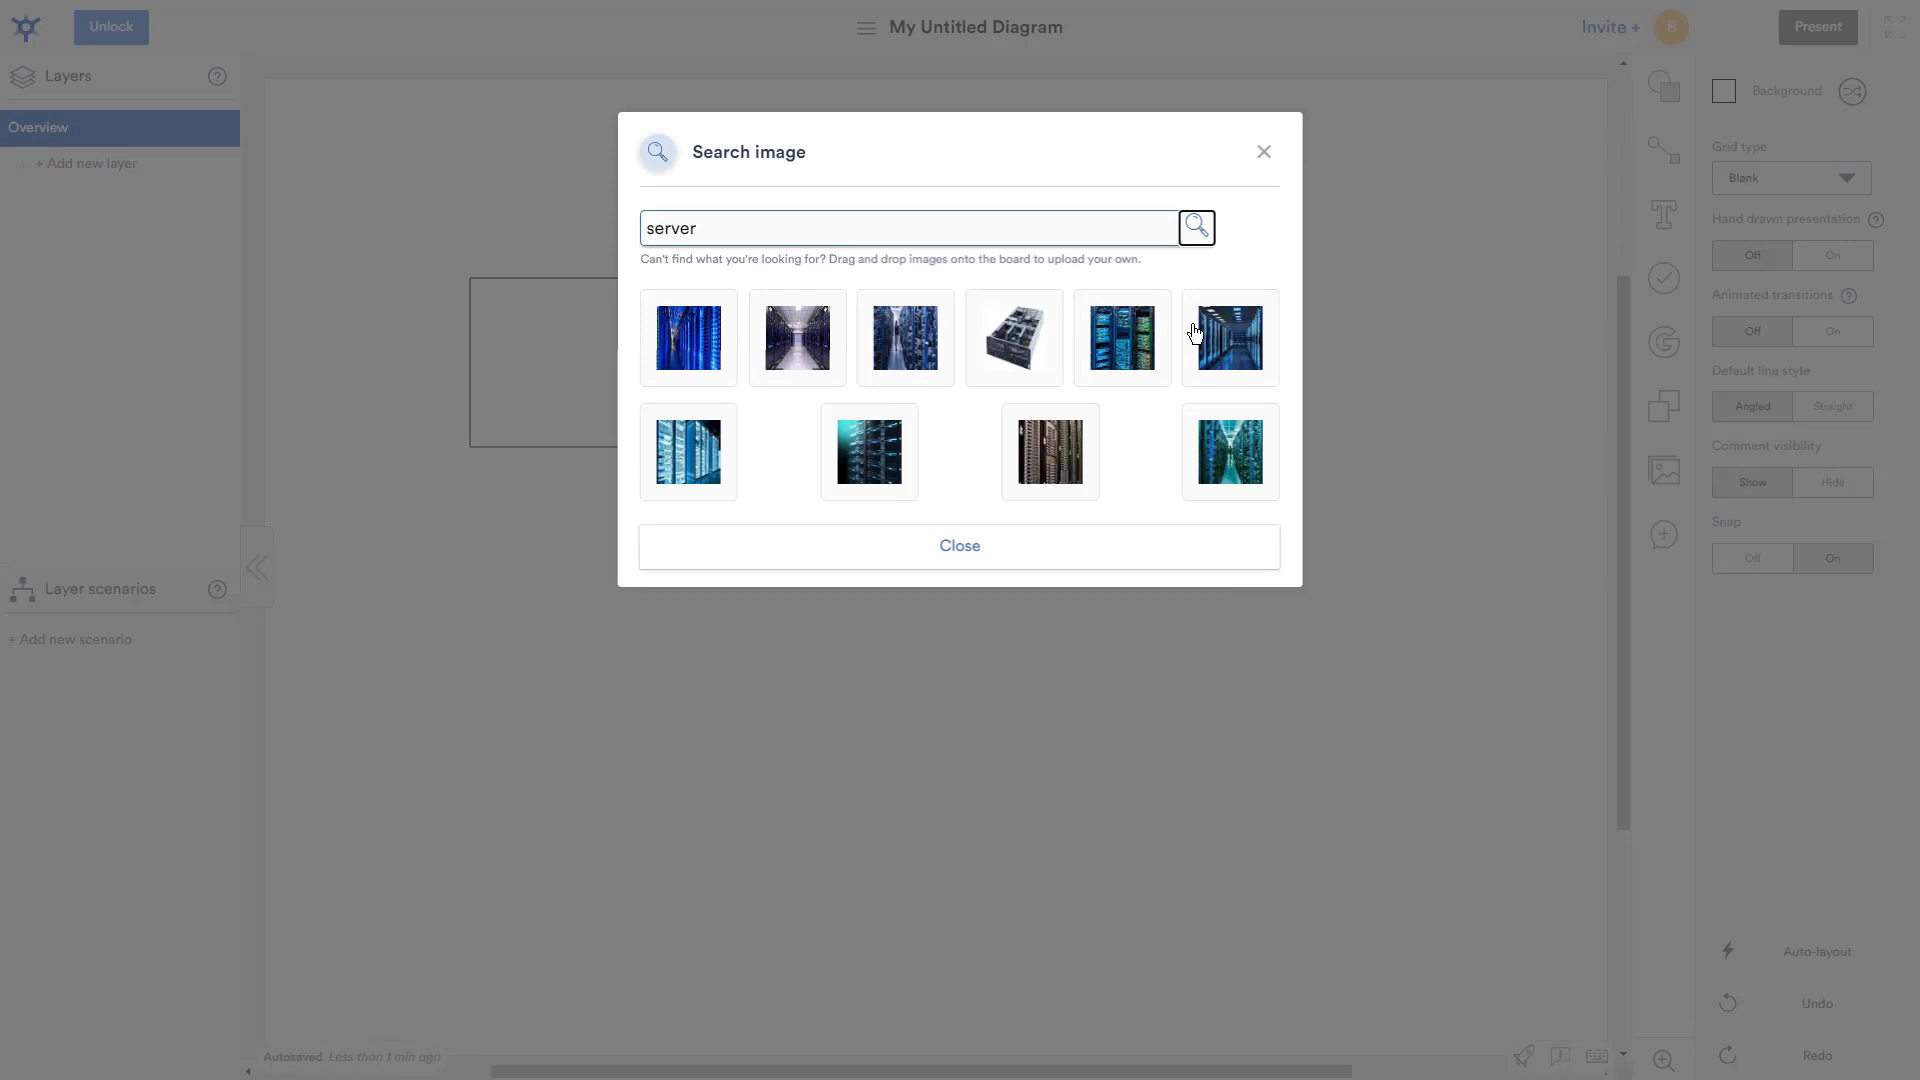 Unlock
My Untitled Diagram
Invite +
B
Present
Layers
?
Overview
+ Add new layer
Layer scenarios
?
+ Add new scenario
Autosaved Less than 1 min ago
Search image
server
Can't find what you're looking for? Drag and drop images onto the board to upload your own.
Close
Background
Grid type
Blank
Hand drawn presentation ?
Off On
Animated transitions ?
Off On
Default line style
Angled Straight
Comment visibility
Show Hide
Snap
Off On
Auto-layout
Undo
Redo